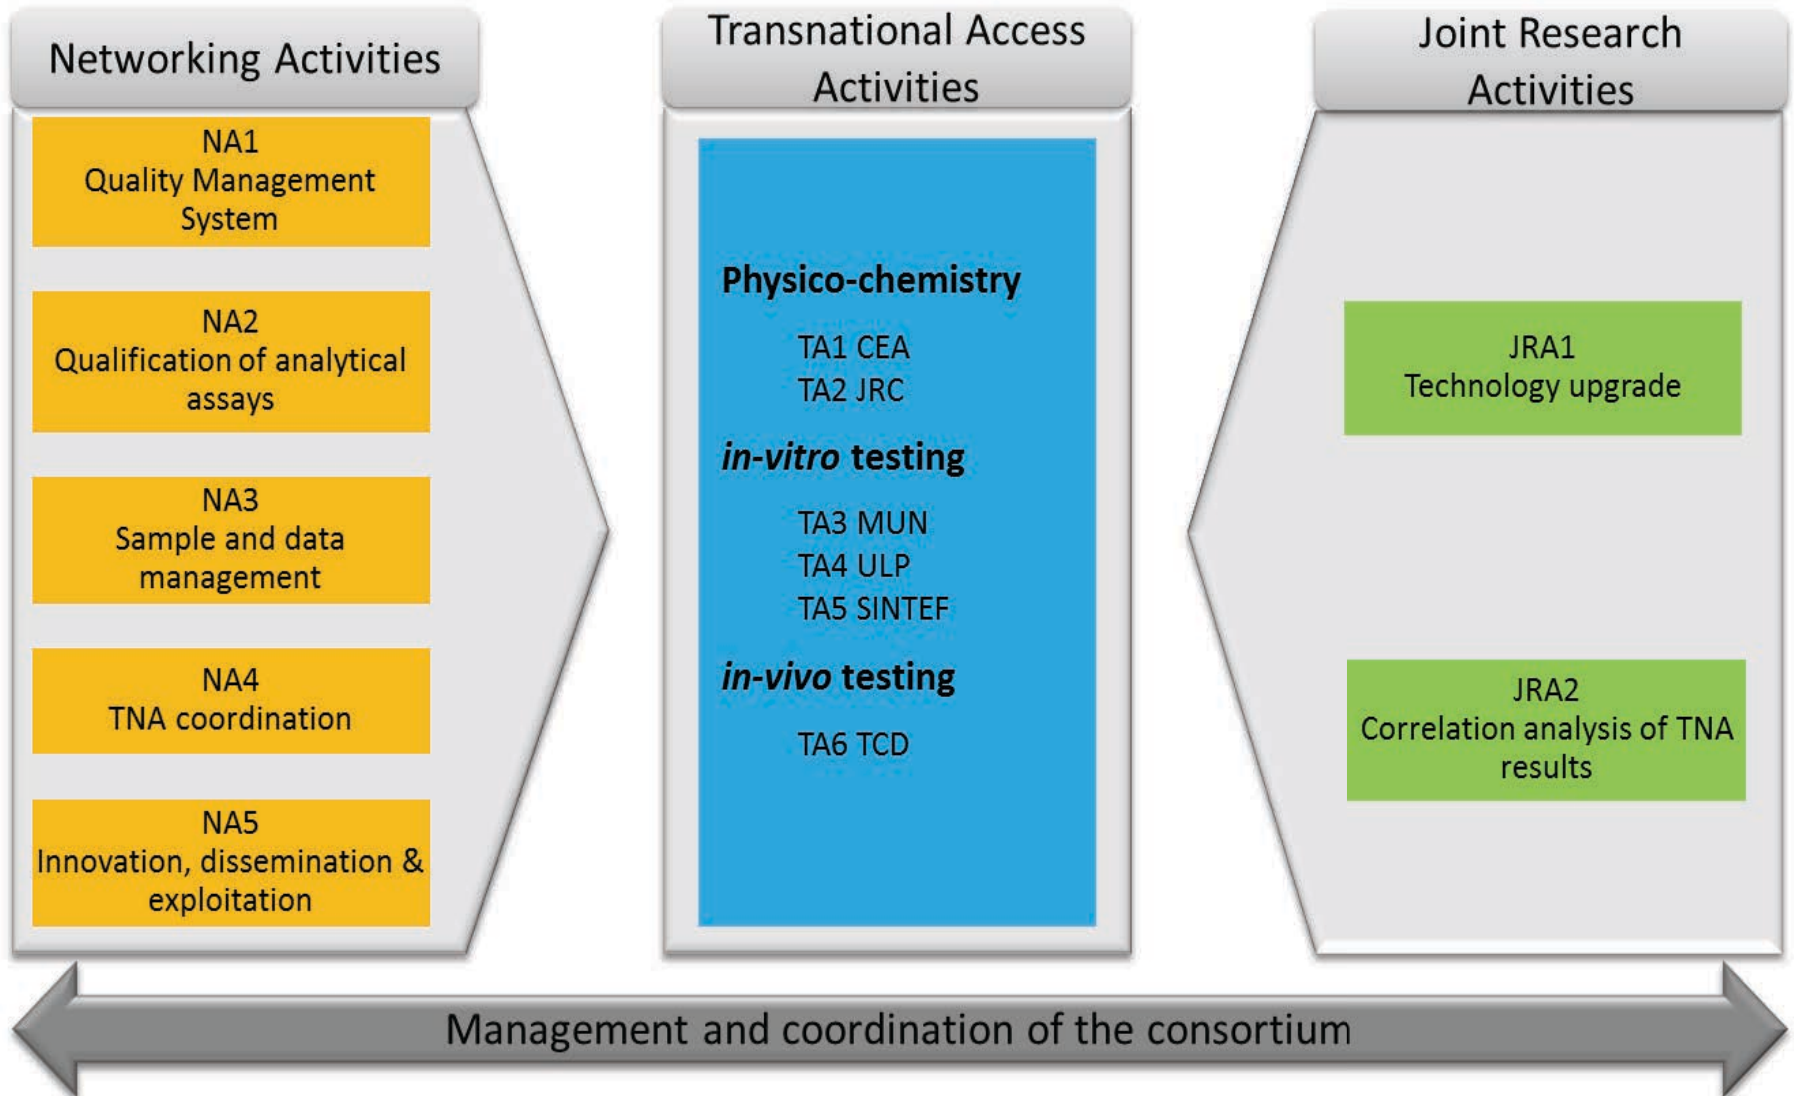 Networking Activities
NA1
Quality Management
System
NA2
Qualification of analytical
assays
NA3
Sample and data
management
NA4
TNA coordination
NA5
Innovation, dissemination &
exploitation
Transnational Access
Activities
Physico-chemistry
TA1 CEA
TA2 JRC
in-vitro testing
TA3 MUN
TA4 ULP
TA5 SINTEF
in-vivo testing
TA6 TCD
Joint Research
Activities
JRA1
Technology upgrade
JRA2
Correlation analysis of TNA
results
Management and coordination of the consortium